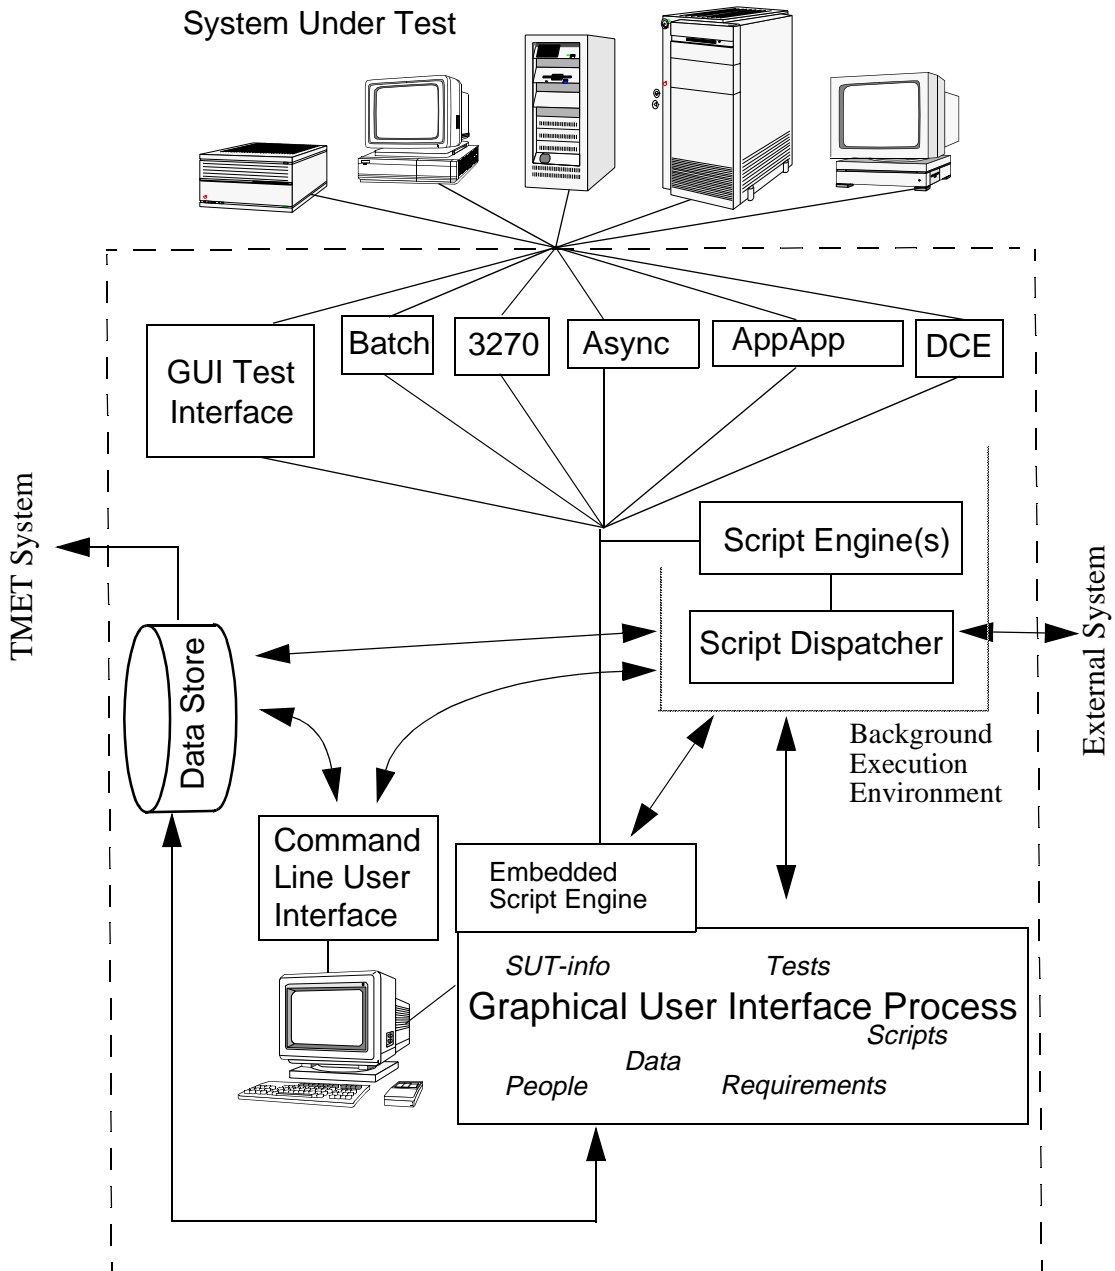 System Under Test
GUI Test
Interface
Batch
3270
Async
AppApp
DCE
TMET System
External System
Script Engine(s)
Script Dispatcher
Data Store
Background
Execution
Environment
Command
Line User
Interface
Embedded
Script Engine
SUT-info
Tests
Graphical User Interface Process
Scripts
Data
People
Requirements